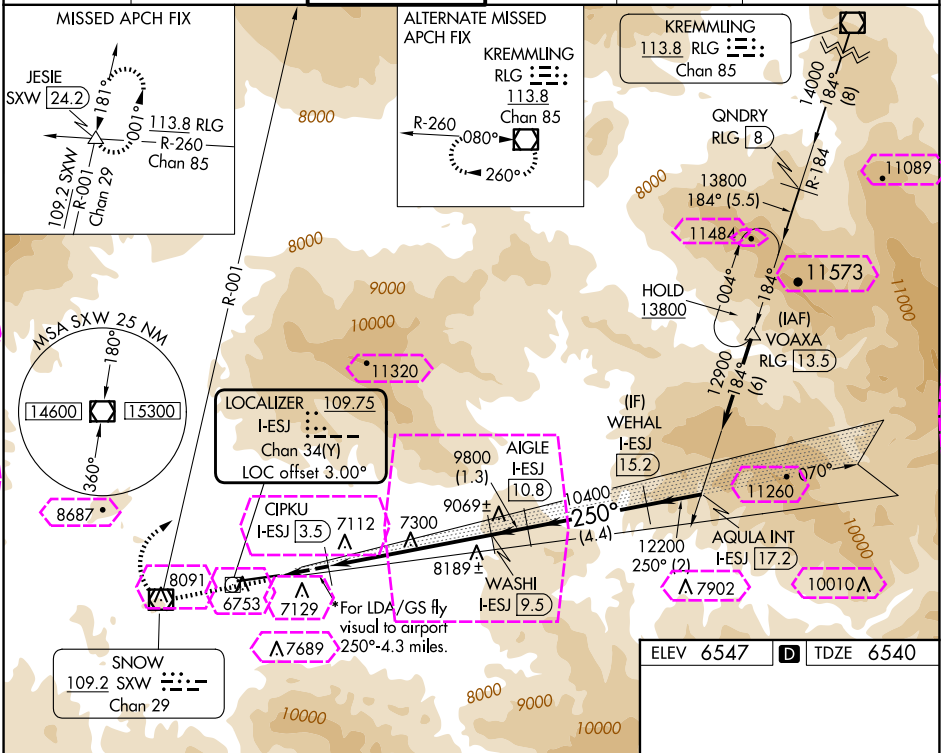 MISSED APCH FIX
JESIE
SXW 24.2
181°
001°
113.8 RLG
R-260
Chan 85
109.2 SXW
R-001
Chan 29
ALTERNATE MISSED
APCH FIX
KREMMLING
RLG
113.8
Chan 85
R-260
080°
260°
KREMMLING
113.8 RLG
Chan 85
14000
184°
(8)
QNDRY
RLG 8
R-184
13800
184° (5.5)
11089
11484
11573
HOLD
13800
004°
184°
(IAF)
VOAXA
RLG 13.5
12900
184°
(6)
8000
8000
8000
9000
10000
11000
R-001
11320
MSA SXW 25 NM
180°
14600
15300
360°
8687
LOCALIZER 109.75
I-ESJ
Chan 34(Y)
LOC offset 3.00°
(IF)
WEHAL
I-ESJ
15.2
AIGLE
I-ESJ
10.8
9800
(1.3)
9069±
10400
250°
(4.4)
070°
11260
CIPKU
I-ESJ 3.5
7112
7300
8189±
WASHI
I-ESJ 9.5
12200
250° (2)
AQULA INT
I-ESJ 17.2
10000
7902
10010
8091
6753
7129
7689
*For LDA/GS fly
visual to airport
250°-4.3 miles.
SNOW
109.2 SXW
Chan 29
10000
8000
9000
10000
ELEV 6547
D
TDZE 6540